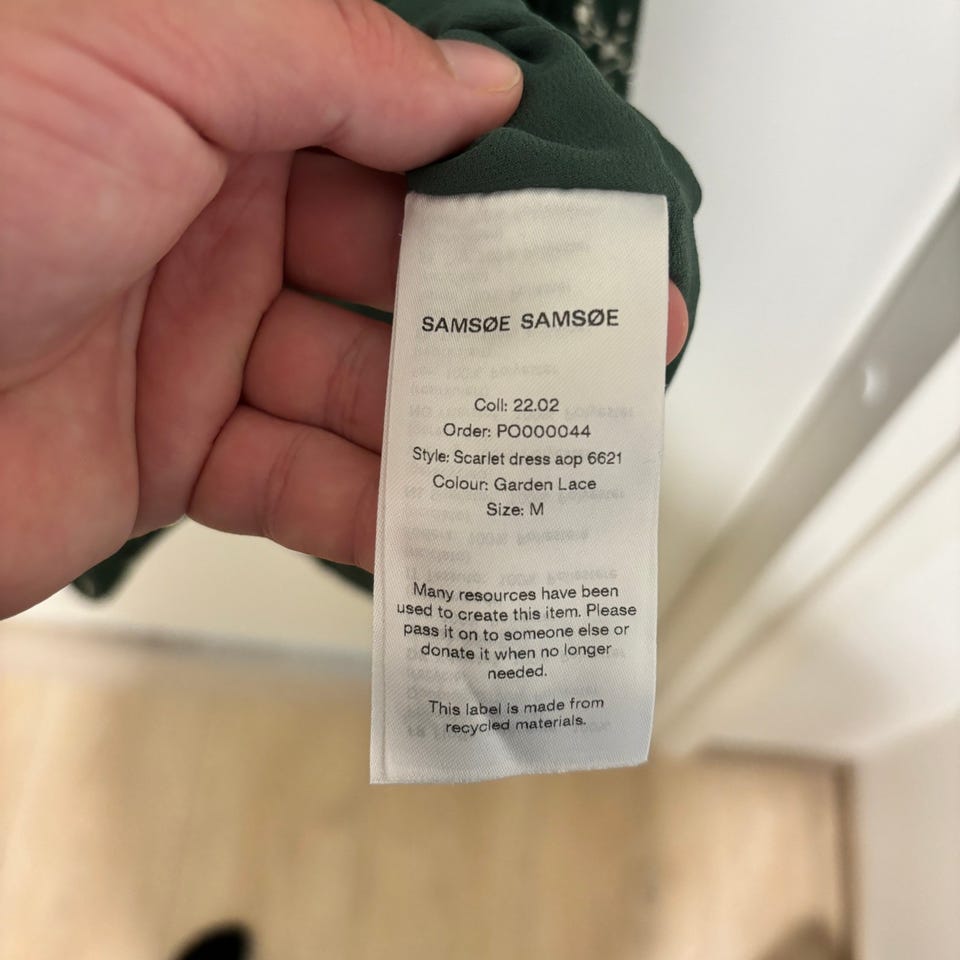 SAMSØE SAMSØE
Coll: 22.02
Order: PO000044
Style: Scarlet dress aop 6621
Colour: Garden Lace
Size: M
Many resources have been
used to create this item. Please
pass it on to someone else or
donate it when no longer
needed.
This label is made from
recycled materials.